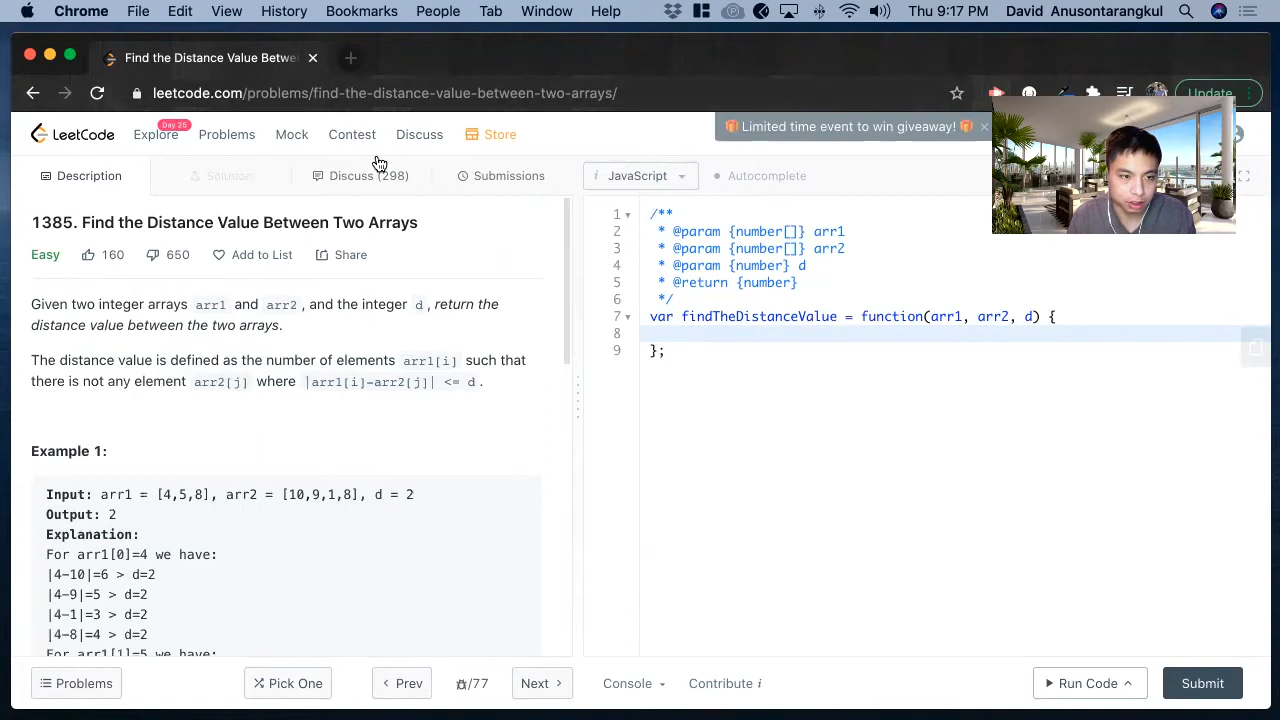 Chrome File Edit View History Bookmarks People Tab Window Help Thu 9:17 PM David Anusontarangkul
Find the Distance Value Betwe
leetcode.com/problems/find-the-distance-value-between-two-arrays/
Update
LeetCode Explore Day 25 Problems Mock Contest Discuss Store
🎁 Limited time event to win giveaway! 🎁
Description Solution Discuss (298) Submissions
i JavaScript Autocomplete
1385. Find the Distance Value Between Two Arrays
Easy 160 650 Add to List Share
Given two integer arrays arr1 and arr2, and the integer d, return the
distance value between the two arrays.
The distance value is defined as the number of elements arr1[i] such that
there is not any element arr2[j] where |arr1[i]-arr2[j]| <= d.
Example 1:
Input: arr1 = [4,5,8], arr2 = [10,9,1,8], d = 2
Output: 2
Explanation:
For arr1[0]=4 we have:
|4-10|=6 > d=2
|4-9|=5 > d=2
|4-1|=3 > d=2
|4-8|=4 > d=2
For arr1[1]=5 we have:
1 /**
2 * @param {number[]} arr1
3 * @param {number[]} arr2
4 * @param {number} d
5 * @return {number}
6 */
7 var findTheDistanceValue = function(arr1, arr2, d) {
8
9 };
Problems Pick One Prev /77 Next Console Contribute i Run Code Submit